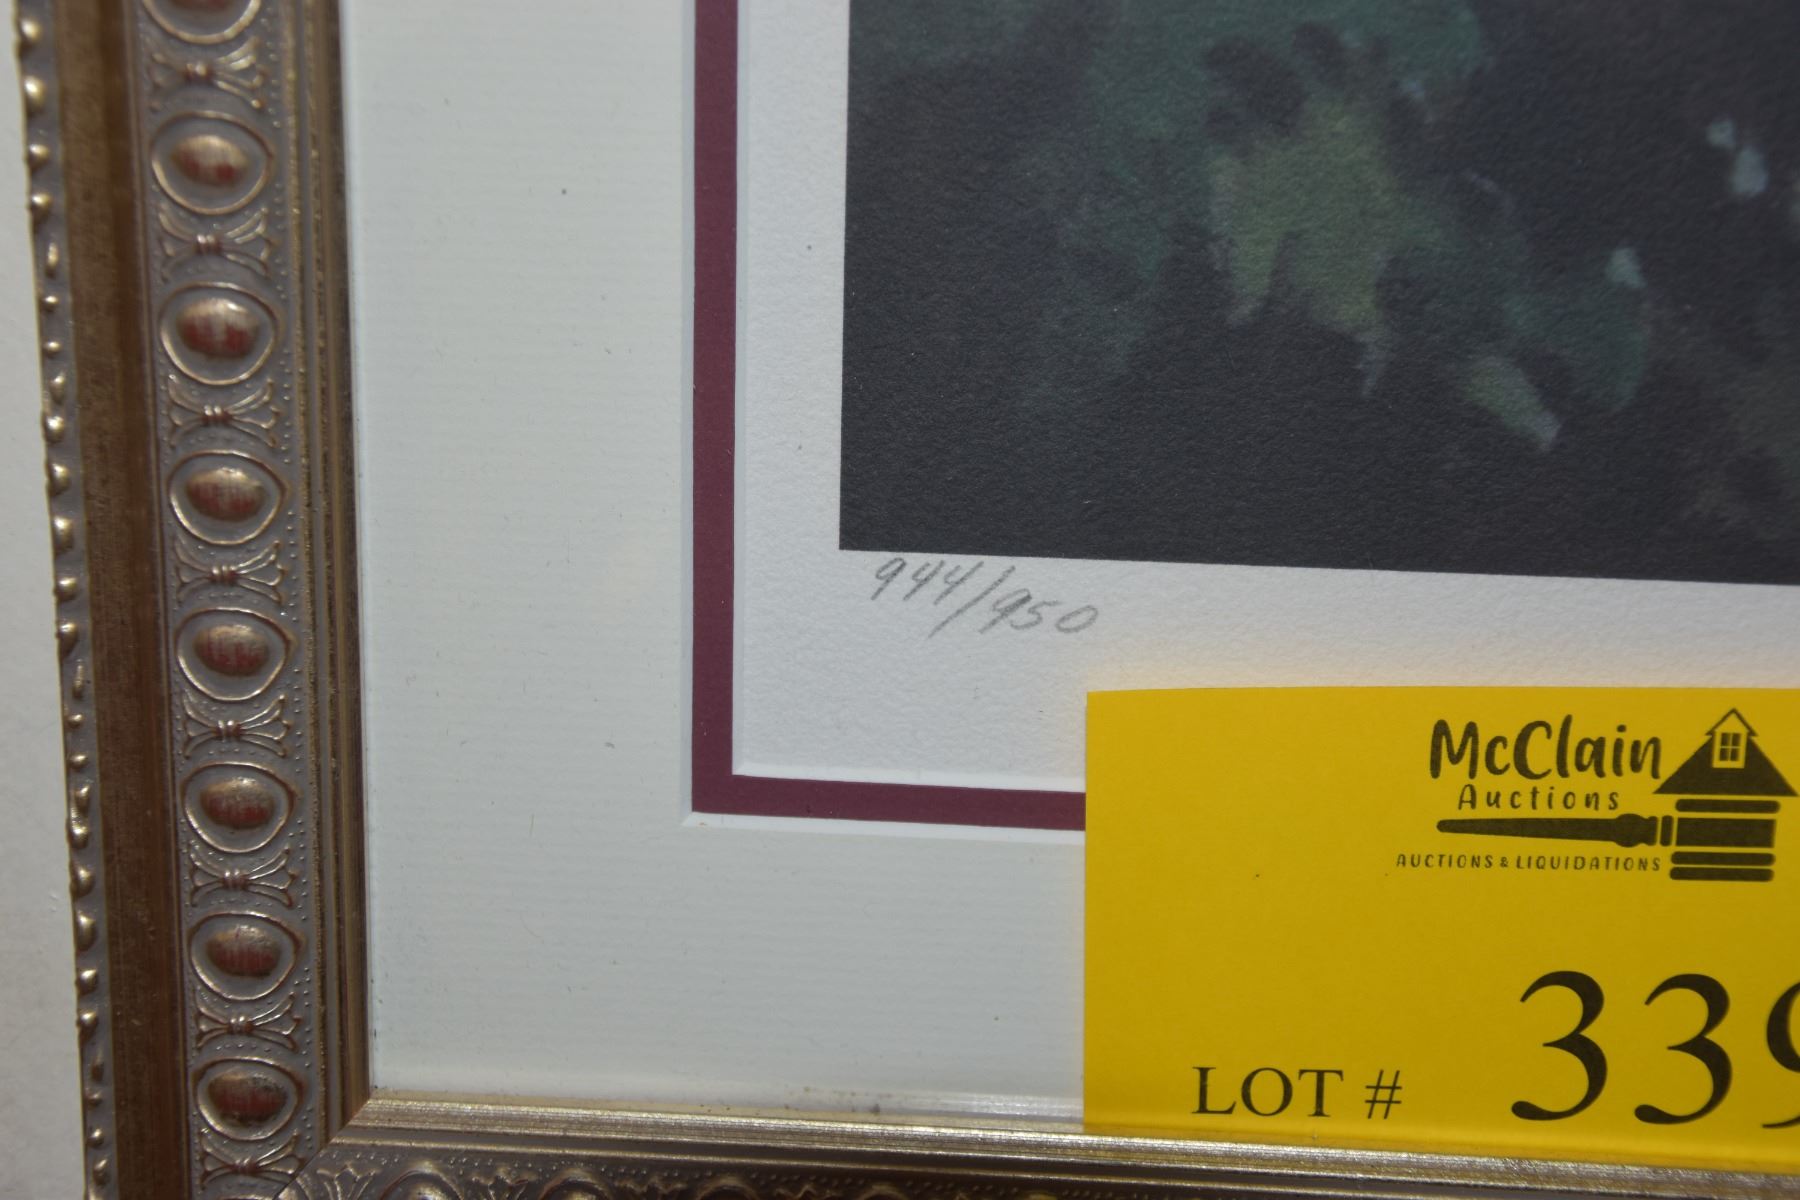 944/950
McClain
Auctions
AUCTIONS & LIQUIDATIONS
LOT # 339